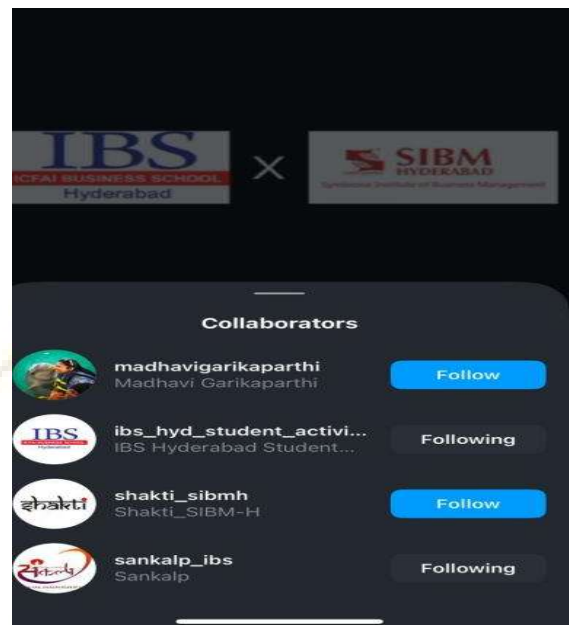 IBS
ICFAI BUSINESS SCHOOL
Hyderabad
X
SIBM
HYDERABAD
Symbiosis Institute of Business Management
Collaborators
madhavigarikaparthi
Madhavi Garikaparthi
Follow
IBS
Hyderabad
ibs_hyd_student_activi...
IBS Hyderabad Student...
Following
shakti
shakti_sibmh
Shakti_SIBM-H
Follow
sankalp_ibs
Sankalp
Following